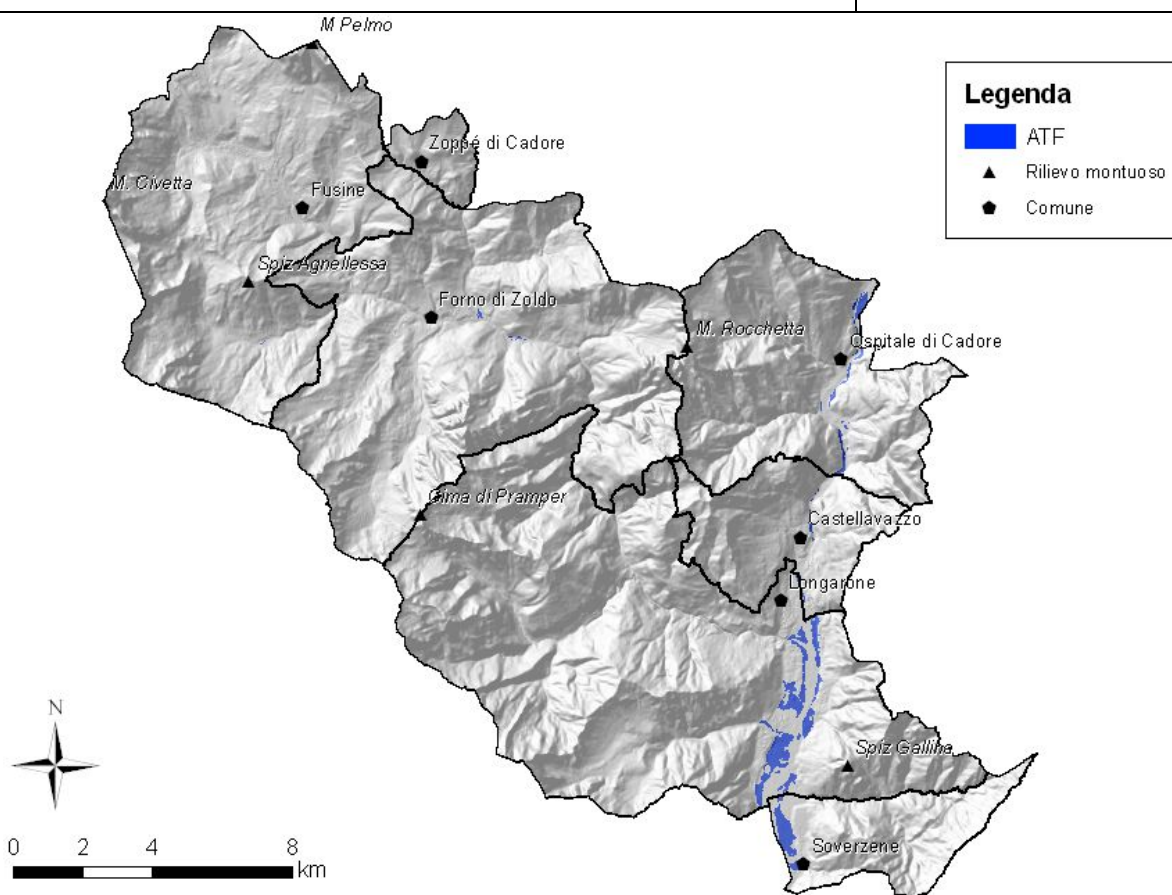 M Pelmo
Legenda
ATF
Rilievo montuoso
Comune
Zoppé di Cadore
M. Civetta
Fusine
Spiz Agnellessa
Forno di Zoldo
M. Rocchetta
Ospitale di Cadore
Cima di Pramper
Castellavazzo
Longarone
N
Spiz Gallina
Soverzene
0 2 4 8
km